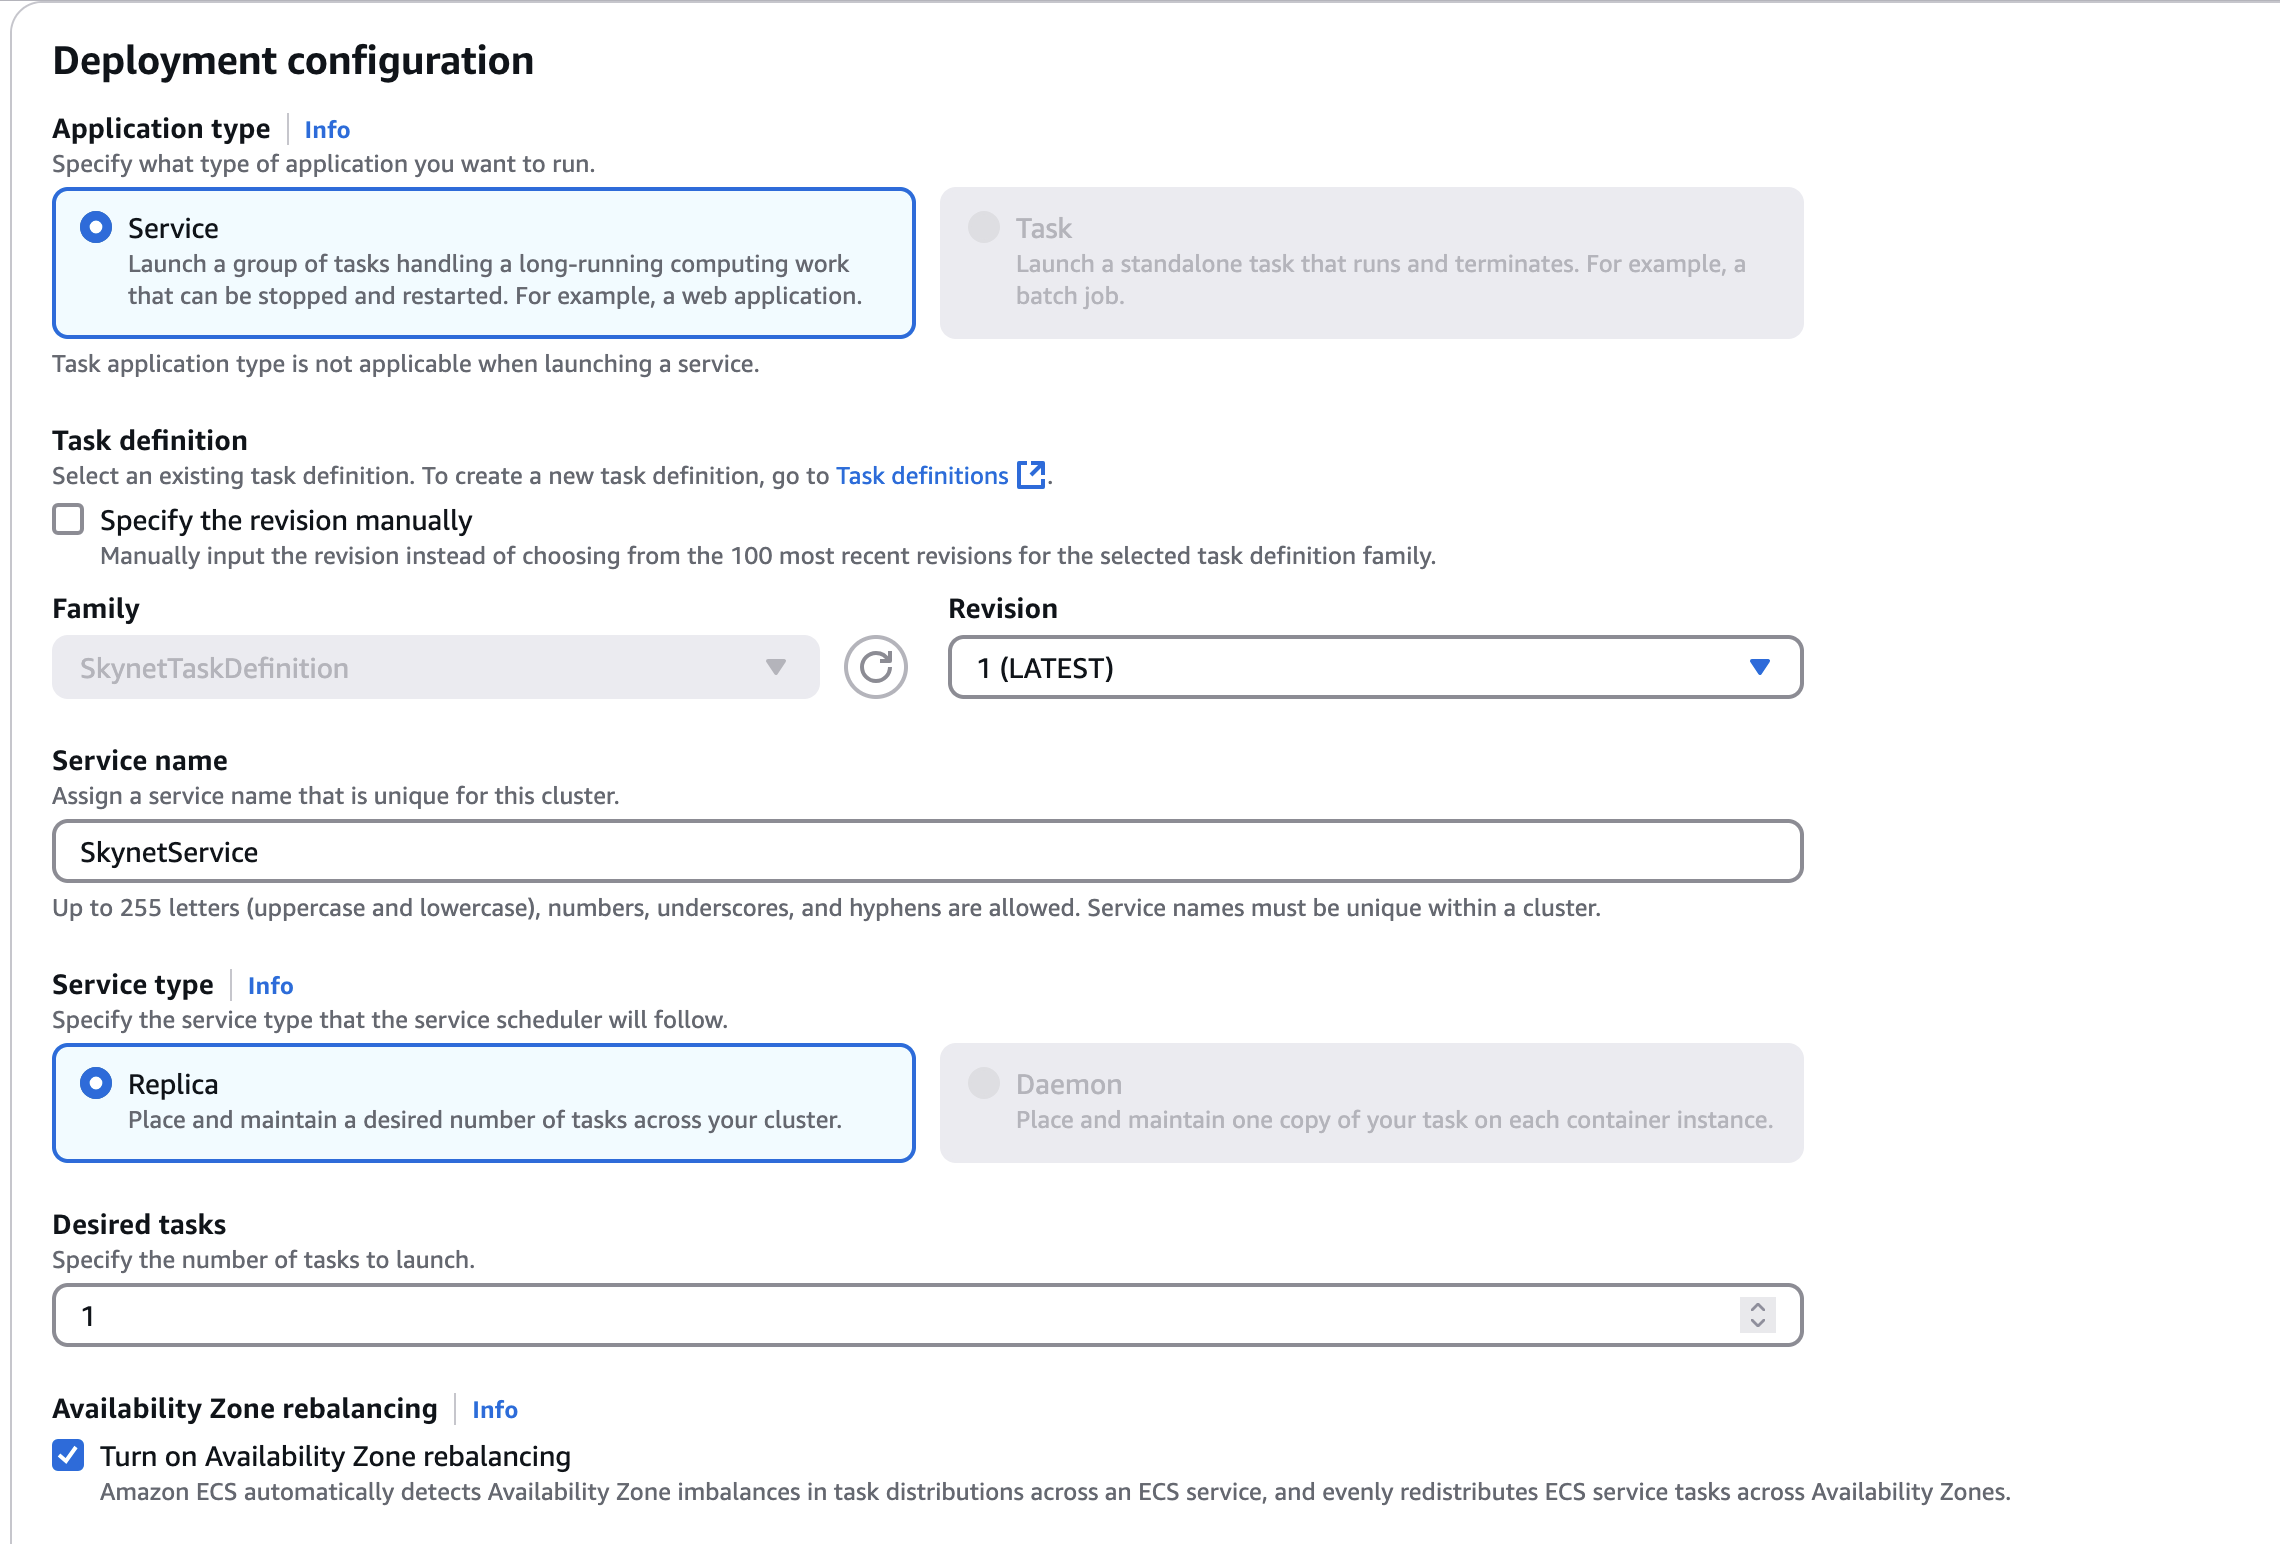 Deployment configuration
Application type Info
Specify what type of application you want to run.
Service
Launch a group of tasks handling a long-running computing work
that can be stopped and restarted. For example, a web application.
Task
Launch a standalone task that runs and terminates. For example, a
batch job.
Task application type is not applicable when launching a service.
Task definition
Select an existing task definition. To create a new task definition, go to Task definitions.
Specify the revision manually
Manually input the revision instead of choosing from the 100 most recent revisions for the selected task definition family.
Family
SkynetTaskDefinition
Revision
1 (LATEST)
Service name
Assign a service name that is unique for this cluster.
SkynetService
Up to 255 letters (uppercase and lowercase), numbers, underscores, and hyphens are allowed. Service names must be unique within a cluster.
Service type Info
Specify the service type that the service scheduler will follow.
Replica
Place and maintain a desired number of tasks across your cluster.
Daemon
Place and maintain one copy of your task on each container instance.
Desired tasks
Specify the number of tasks to launch.
1
Availability Zone rebalancing Info
Turn on Availability Zone rebalancing
Amazon ECS automatically detects Availability Zone imbalances in task distributions across an ECS service, and evenly redistributes ECS service tasks across Availability Zones.